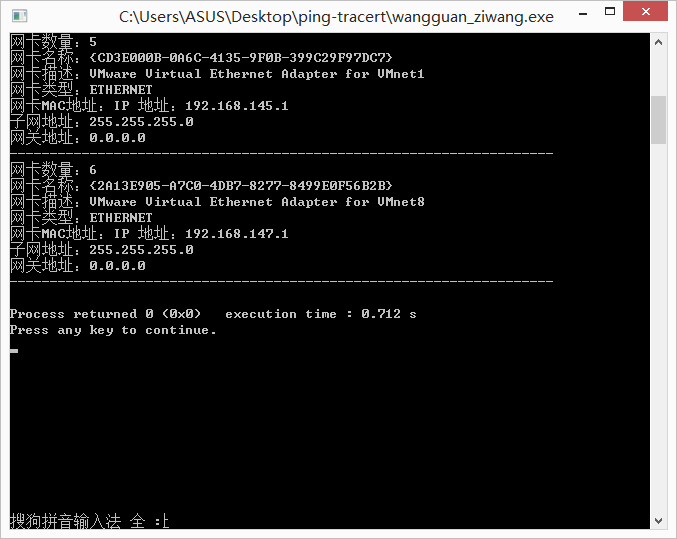 C:\Users\ASUS\Desktop\ping-tracert\wangguan_ziwang.exe
网卡数量：5
网卡名称：{CD3E000B-0A6C-4135-9F0B-399C29F97DC7}
网卡描述：VMware Virtual Ethernet Adapter for VMnet1
网卡类型：ETHERNET
网卡MAC地址：IP 地址：192.168.145.1
子网地址：255.255.255.0
网关地址：0.0.0.0
--------------------------------------------------------------------
网卡数量：6
网卡名称：{2A13E905-A7C0-4DB7-8277-8499E0F56B2B}
网卡描述：VMware Virtual Ethernet Adapter for VMnet8
网卡类型：ETHERNET
网卡MAC地址：IP 地址：192.168.147.1
子网地址：255.255.255.0
网关地址：0.0.0.0
--------------------------------------------------------------------
Process returned 0 (0x0)   execution time : 0.712 s
Press any key to continue.
搜狗拼音输入法 全 :